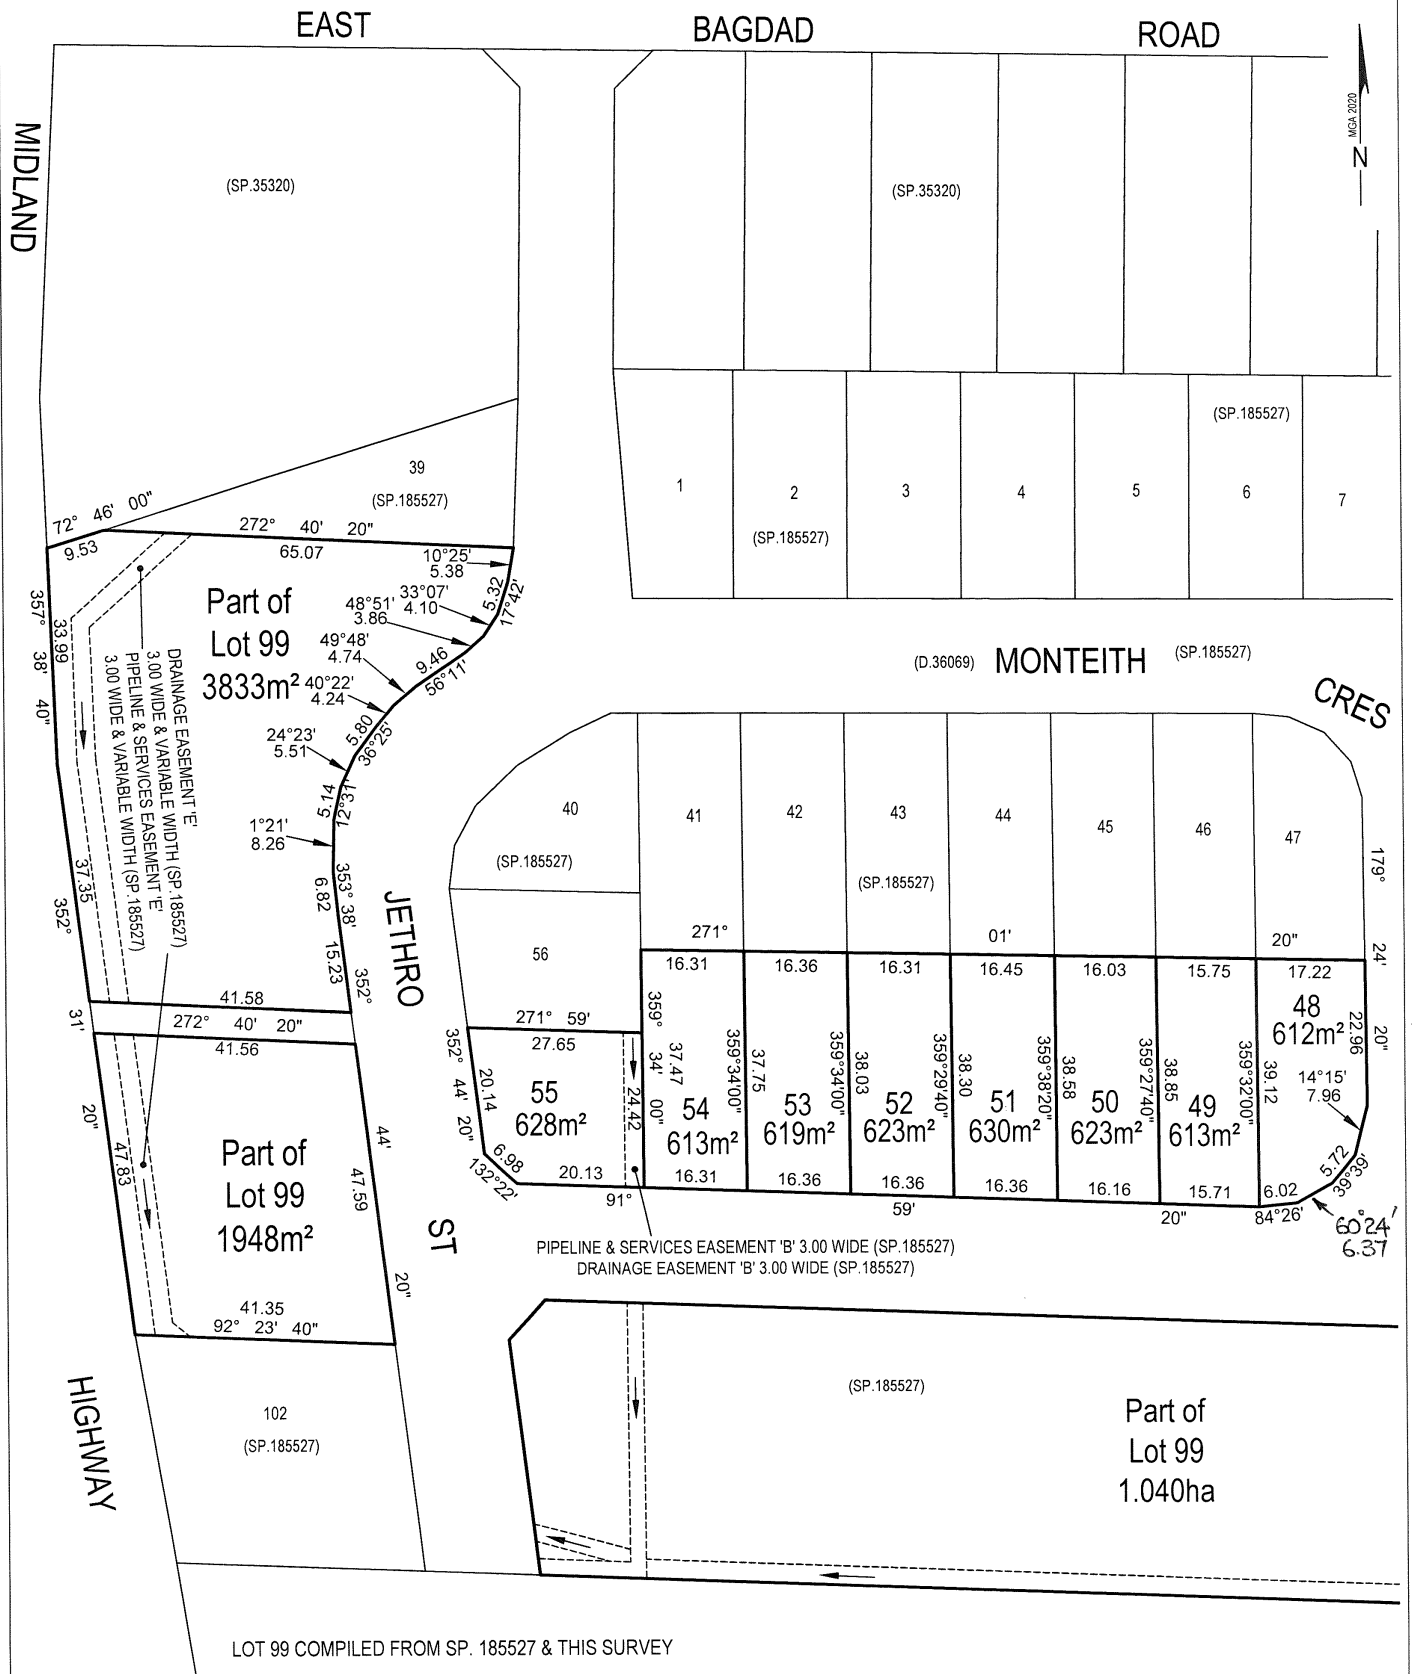 EAST BAGDAD ROAD
MGA 2020
N
MIDLAND
(SP.35320)
(SP.35320)
39
(SP.185527)
(SP.185527)
1
2
3
4
5
6
7
(SP.185527)
72° 46' 00"
9.53
272° 40' 20"
65.07
10°25'
5.38
5.32
17°42'
33°07'
4.10
48°51'
3.86
49°48'
4.74
9.46
56°11'
40°22'
4.24
5.80
36°25'
24°23'
5.51
5.14
12°31'
1°21'
8.26
353° 38'
6.82
15.23
352°
357° 38' 40"
33.99
Part of
Lot 99
3833m²
DRAINAGE EASEMENT 'E'
3.00 WIDE & VARIABLE WIDTH (SP.185527)
PIPELINE & SERVICES EASEMENT 'E'
3.00 WIDE & VARIABLE WIDTH (SP.185527)
37.35
352°
41.58
272° 40' 20"
41.56
31'
20"
47.83
Part of
Lot 99
1948m²
44'
47.59
20"
41.35
92° 23' 40"
HIGHWAY
102
(SP.185527)
JETHRO
ST
(D.36069) MONTEITH (SP.185527)
CRES
40
(SP.185527)
41
42
43
(SP.185527)
44
45
46
47
179°
24'
20"
56
271° 01' 20"
16.31
16.36
16.31
16.45
16.03
15.75
17.22
271° 59'
27.65
352° 44' 20"
20.14
55
628m²
6.98
132°22'
20.13
24.42
359° 34' 00"
37.47
54
613m²
359°34'00"
37.75
53
619m²
359°34'00"
38.03
52
623m²
359°29'40"
38.30
51
630m²
359°38'20"
38.58
50
623m²
359°27'40"
38.85
49
613m²
359°32'00"
39.12
48
612m²
22.96
14°15'
7.96
5.72
39°39'
16.31
16.36
16.36
16.36
16.16
15.71
6.02
84°26'
60°24'
6.37
91° 59' 20"
PIPELINE & SERVICES EASEMENT 'B' 3.00 WIDE (SP.185527)
DRAINAGE EASEMENT 'B' 3.00 WIDE (SP.185527)
(SP.185527)
Part of
Lot 99
1.040ha
LOT 99 COMPILED FROM SP. 185527 & THIS SURVEY